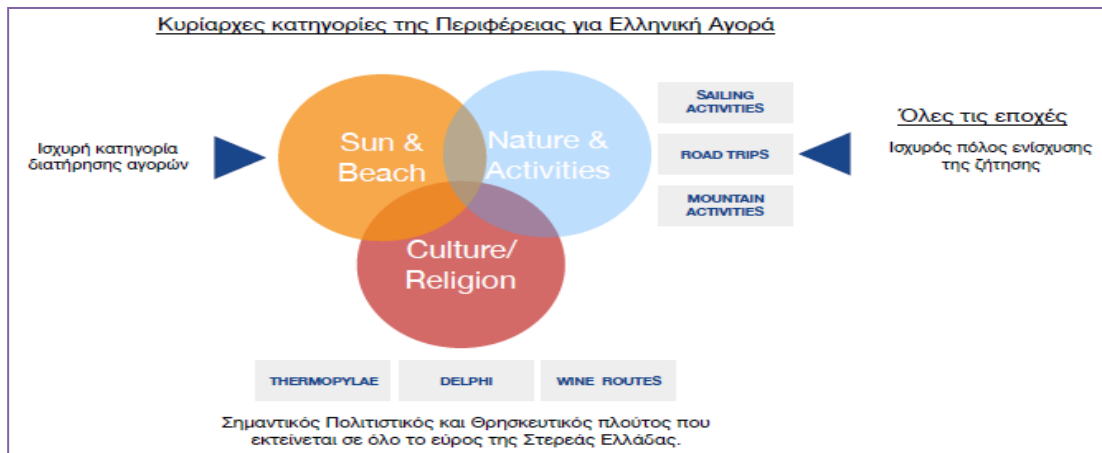 Κυρίαρχες κατηγορίες της Περιφέρειας για Ελληνική Αγορά
Ισχυρή κατηγορία
διατήρησης αγορών
Sun &
Beach
Nature &
Activities
Culture/
Religion
SAILING
ACTIVITIES
ROAD TRIPS
MOUNTAIN
ACTIVITIES
Όλες τις εποχές
Ισχυρός πόλος ενίσχυσης
της ζήτησης
THERMOPYLAE
DELPHI
WINE ROUTES
Σημαντικός Πολιτιστικός και Θρησκευτικός πλούτος που
εκτείνεται σε όλο το εύρος της Στερεάς Ελλάδας.